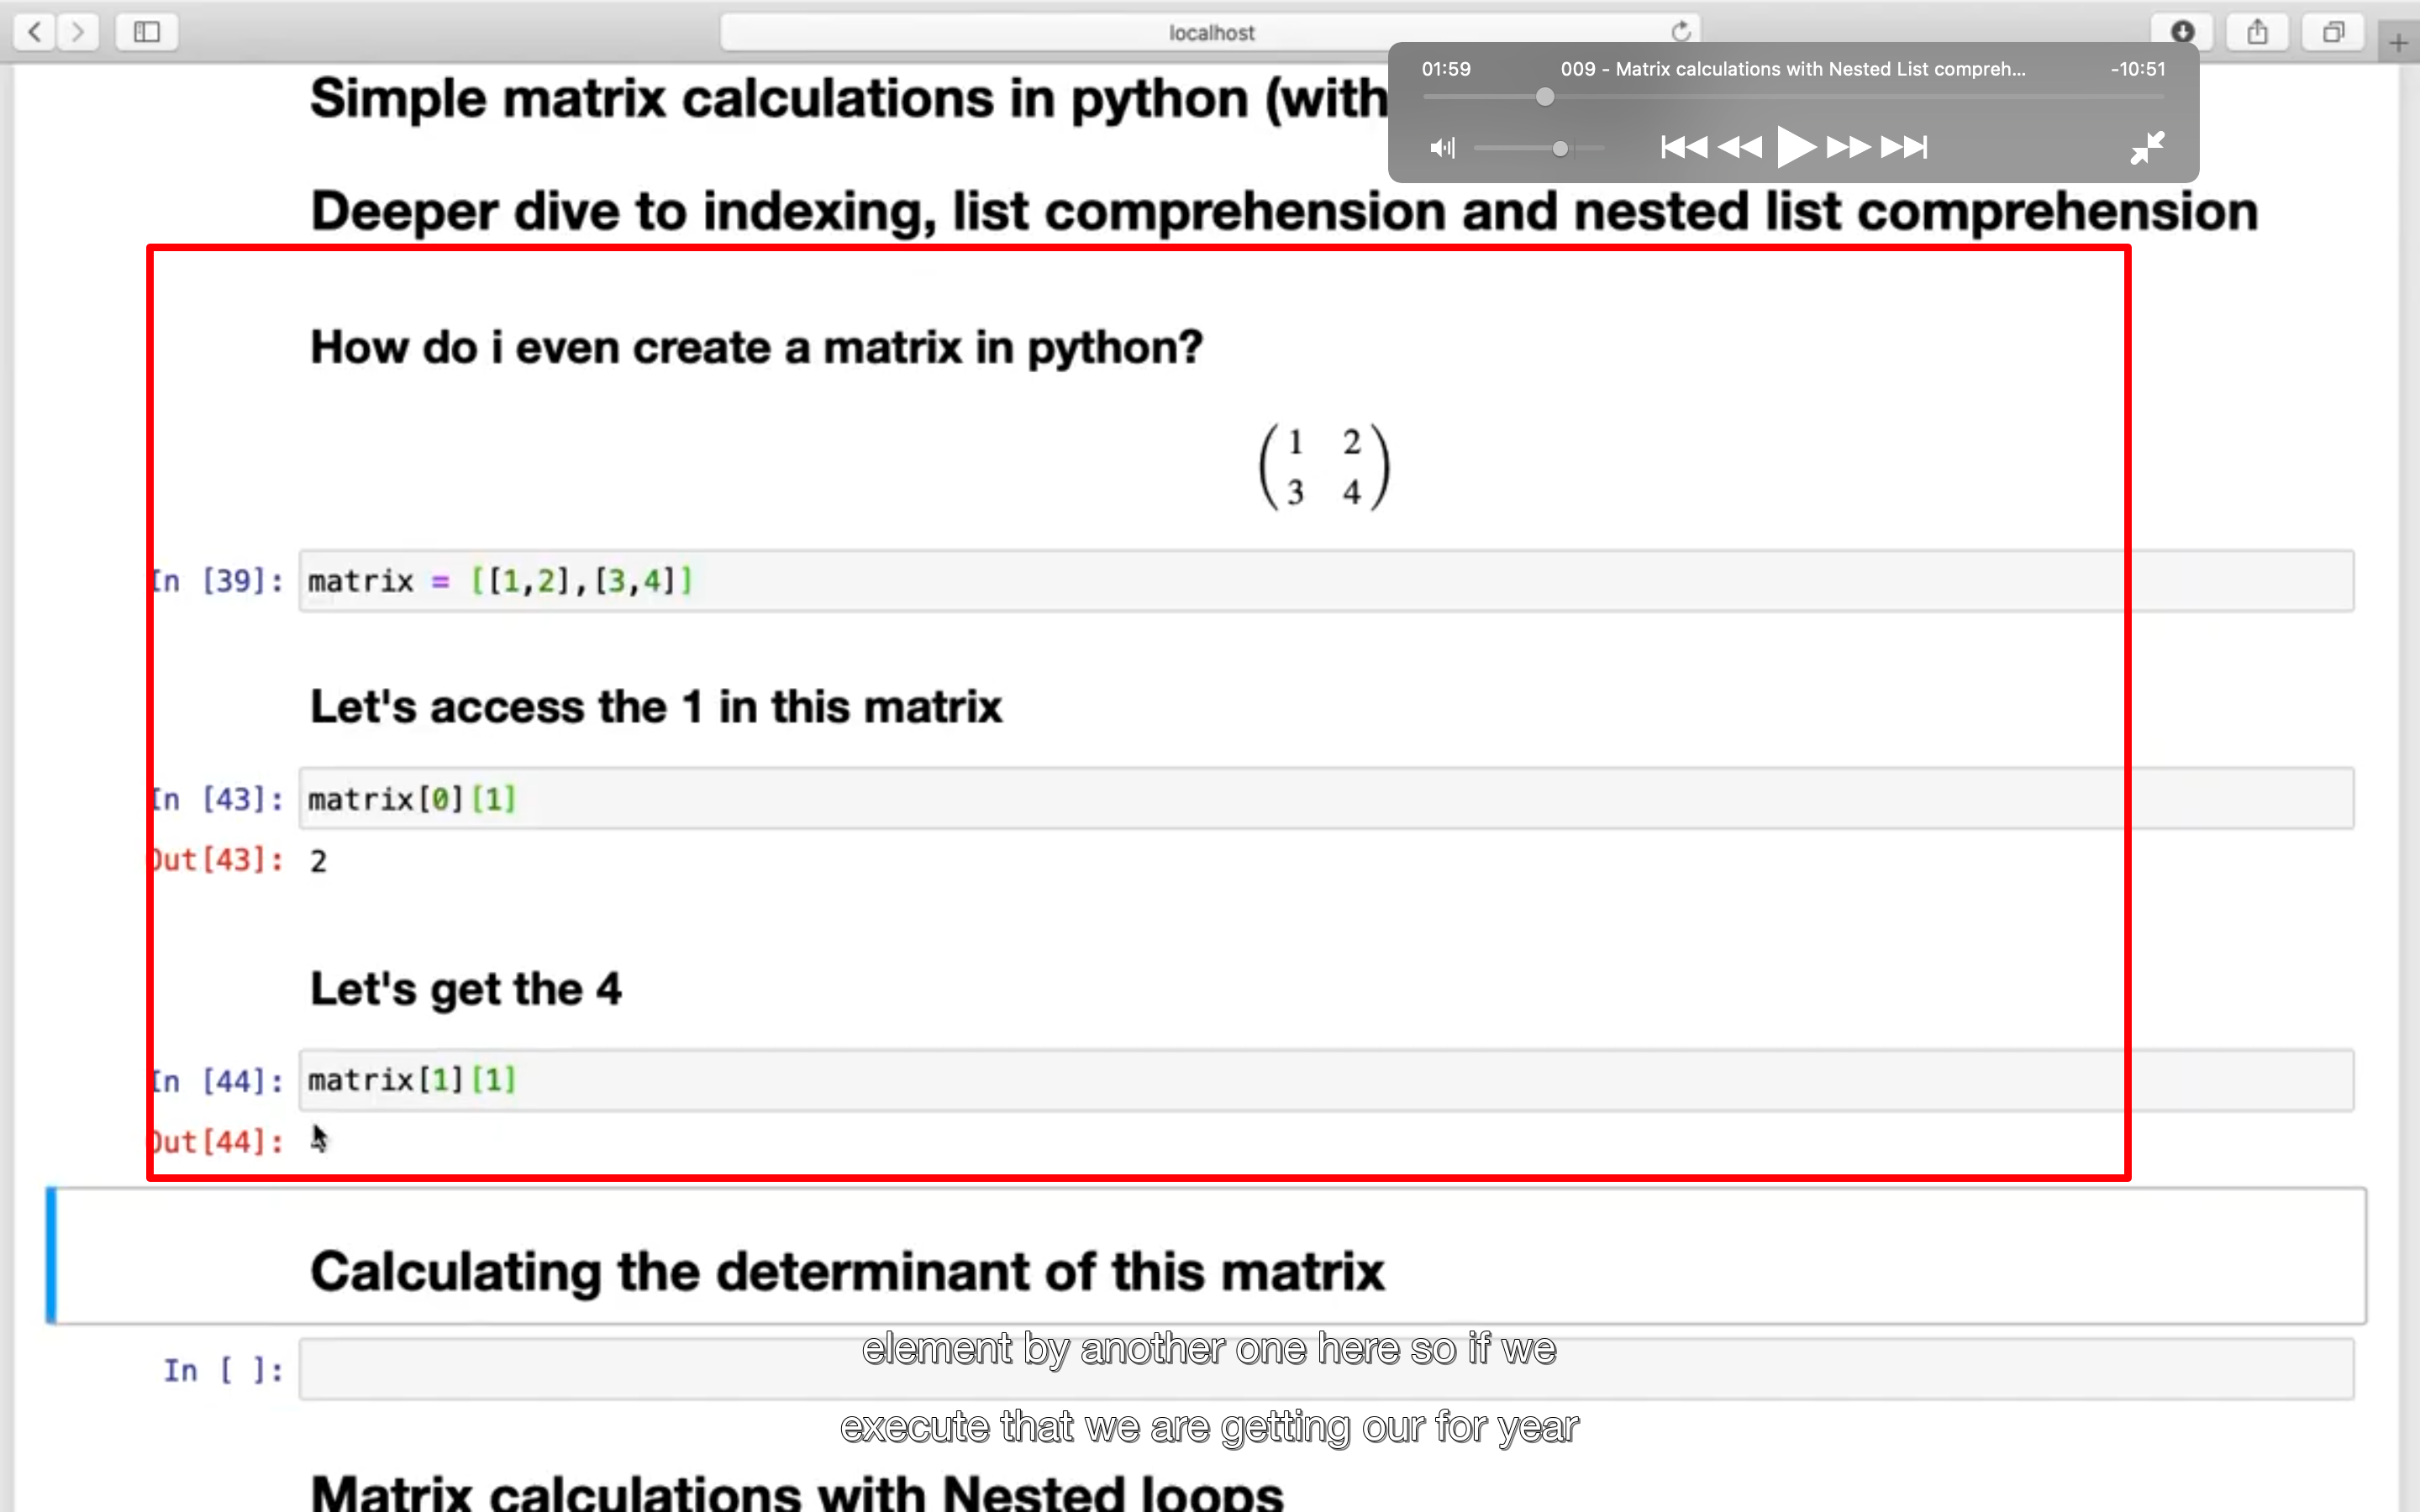 localhost
01:59 009 - Matrix calculations with Nested List compreh... -10:51
Simple matrix calculations in python (with
Deeper dive to indexing, list comprehension and nested list comprehension
How do i even create a matrix in python?
1 2
3 4
In [39]: matrix = [[1,2],[3,4]]
Let's access the 1 in this matrix
In [43]: matrix[0][1]
Out[43]: 2
Let's get the 4
In [44]: matrix[1][1]
Out[44]:
Calculating the determinant of this matrix
In [ ]:
element by another one here so if we
execute that we are getting our for year
Matrix calculations with Nested loops